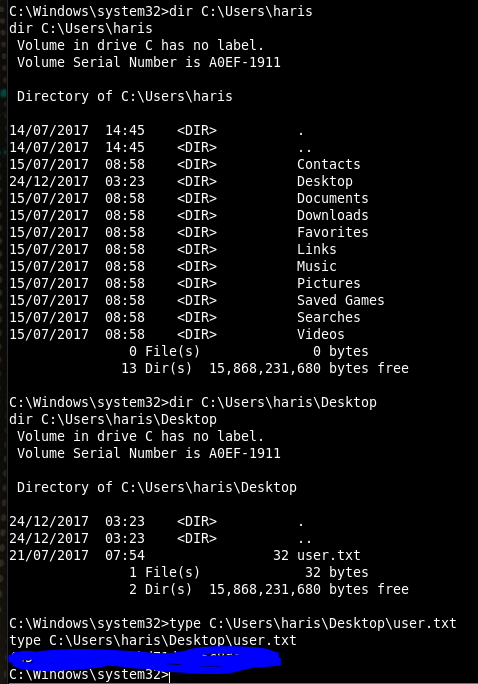 C:\Windows\system32>dir C:\Users\haris
dir C:\Users\haris
 Volume in drive C has no label.
 Volume Serial Number is A0EF-1911

 Directory of C:\Users\haris

14/07/2017  14:45    <DIR>          .
14/07/2017  14:45    <DIR>          ..
15/07/2017  08:58    <DIR>          Contacts
24/12/2017  03:23    <DIR>          Desktop
15/07/2017  08:58    <DIR>          Documents
15/07/2017  08:58    <DIR>          Downloads
15/07/2017  08:58    <DIR>          Favorites
15/07/2017  08:58    <DIR>          Links
15/07/2017  08:58    <DIR>          Music
15/07/2017  08:58    <DIR>          Pictures
15/07/2017  08:58    <DIR>          Saved Games
15/07/2017  08:58    <DIR>          Searches
15/07/2017  08:58    <DIR>          Videos
               0 File(s)              0 bytes
              13 Dir(s)  15,868,231,680 bytes free

C:\Windows\system32>dir C:\Users\haris\Desktop
dir C:\Users\haris\Desktop
 Volume in drive C has no label.
 Volume Serial Number is A0EF-1911

 Directory of C:\Users\haris\Desktop

24/12/2017  03:23    <DIR>          .
24/12/2017  03:23    <DIR>          ..
21/07/2017  07:54                32 user.txt
               1 File(s)             32 bytes
               2 Dir(s)  15,868,231,680 bytes free

C:\Windows\system32>type C:\Users\haris\Desktop\user.txt
type C:\Users\haris\Desktop\user.txt
C:\Windows\system32>